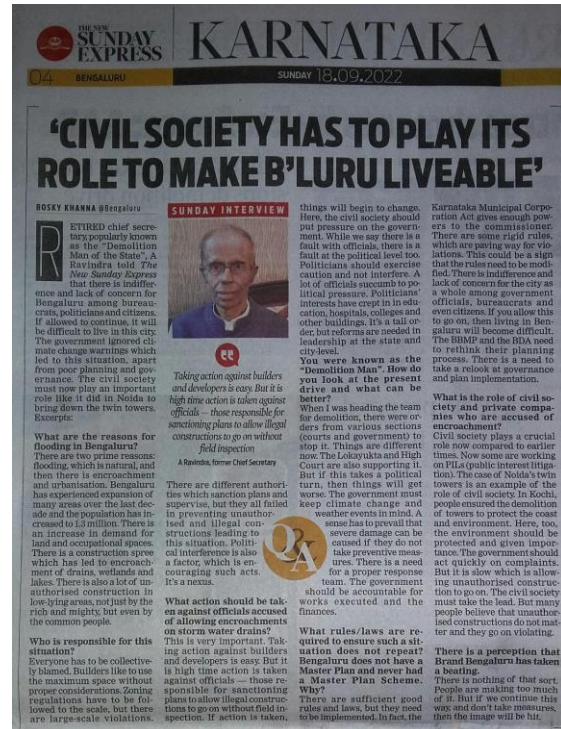 THE NEW
SUNDAY
EXPRESS
KARNATAKA
04 BENGALURU
SUNDAY 18.09.2022
‘CIVIL SOCIETY HAS TO PLAY ITS
ROLE TO MAKE B’LURU LIVEABLE’
ROSKY KHANNA @Bengaluru
RETIRED chief secre-
tary, popularly known
as the “Demolition
Man of the State”, A
Ravindra told The
New Sunday Express
that there is indiffer-
ence and lack of concern for
Bengaluru among bureau-
crats, politicians and citizens.
If allowed to continue, it will
be difficult to live in this city.
The government ignored cli-
mate change warnings which
led to this situation, apart
from poor planning and gov-
ernance. The civil society
must now play an important
role like it did in Noida to
bring down the twin towers.
Excerpts:
What are the reasons for
flooding in Bengaluru?
There are two prime reasons:
flooding, which is natural, and
then there is encroachment
and urbanisation. Bengaluru
has experienced expansion of
many areas over the last dec-
ade and the population has in-
creased to 1.3 million. There is
an increase in demand for
land and occupational spaces.
There is a construction spree
which has led to encroach-
ment of drains, wetlands and
lakes. There is also a lot of un-
authorised construction in
low-lying areas, not just by the
rich and mighty, but even by
the common people.
Who is responsible for this
situation?
Everyone has to be collective-
ly blamed. Builders like to use
the maximum space without
proper considerations. Zoning
regulations have to be fol-
lowed to the scale, but there
are large-scale violations.
SUNDAY INTERVIEW
Taking action against builders
and developers is easy. But it is
high time action is taken against
officials — those responsible for
sanctioning plans to allow illegal
constructions to go on without
field inspection
A Ravindra, former Chief Secretary
There are different authori-
ties which sanction plans and
supervise, but they all failed
in preventing unauthor-
ised and illegal con-
structions leading to
this situation. Politi-
cal interference is also
a factor, which is en-
couraging such acts.
It’s a nexus.
What action should be tak-
en against officials accused
of allowing encroachments
on storm water drains?
This is very important. Tak-
ing action against builders
and developers is easy. But it
is high time action is taken
against officials — those re-
sponsible for sanctioning
plans to allow illegal construc-
tions to go on without field in-
spection. If action is taken,
Q&A
things will begin to change.
Here, the civil society should
put pressure on the govern-
ment. While we say there is a
fault with officials, there is a
fault at the political level too.
Politicians should exercise
caution and not interfere. A
lot of officials succumb to po-
litical pressure. Politicians’
interests have crept in in edu-
cation, hospitals, colleges and
other buildings. It’s a tall or-
der, but reforms are needed in
leadership at the state and
city-level.
You were known as the
“Demolition Man”. How do
you look at the present
drive and what can be
better?
When I was heading the team
for demolition, there were or-
ders from various sections
(courts and government) to
stop it. Things are different
now. The Lokayukta and High
Court are also supporting it.
But if this takes a political
turn, then things will get
worse. The government must
keep climate change and
weather events in mind. A
sense has to prevail that
severe damage can be
caused if they do not
take preventive meas-
ures. There is a need
for a proper response
team. The government
should be accountable for
works executed and the
finances.
What rules/laws are re-
quired to ensure such a sit-
uation does not repeat?
Bengaluru does not have a
Master Plan and never had
a Master Plan Scheme.
Why?
There are sufficient good
rules and laws, but they need
to be implemented. In fact, the
Karnataka Municipal Corpo-
ration Act gives enough pow-
ers to the commissioner.
There are some rigid rules,
which are paving way for vio-
lations. This could be a sign
that the rules need to be modi-
fied. There is indifference and
lack of concern for the city as
a whole among government
officials, bureaucrats and
even citizens. If you allow this
to go on, then living in Ben-
galuru will become difficult.
The BBMP and the BDA need
to rethink their planning
process. There is a need to
take a relook at governance
and plan implementation.
What is the role of civil so-
ciety and private compa-
nies who are accused of
encroachment?
Civil society plays a crucial
role now compared to earlier
times. Now some are working
on PILs (public interest litiga-
tion). The case of Noida’s twin
towers is an example of the
role of civil society. In Kochi,
people ensured the demolition
of towers to protect the coast
and environment. Here, too,
the environment should be
protected and given impor-
tance. The government should
act quickly on complaints.
But it is slow which is allow-
ing unauthorised construc-
tion to go on. The civil society
must take the lead. But many
people believe that unauthor-
ised constructions do not mat-
ter and they go on violating.
There is a perception that
Brand Bengaluru has taken
a beating.
There is nothing of that sort.
People are making too much
of it. But if we continue this
way, and don’t take measures,
then the image will be hit.